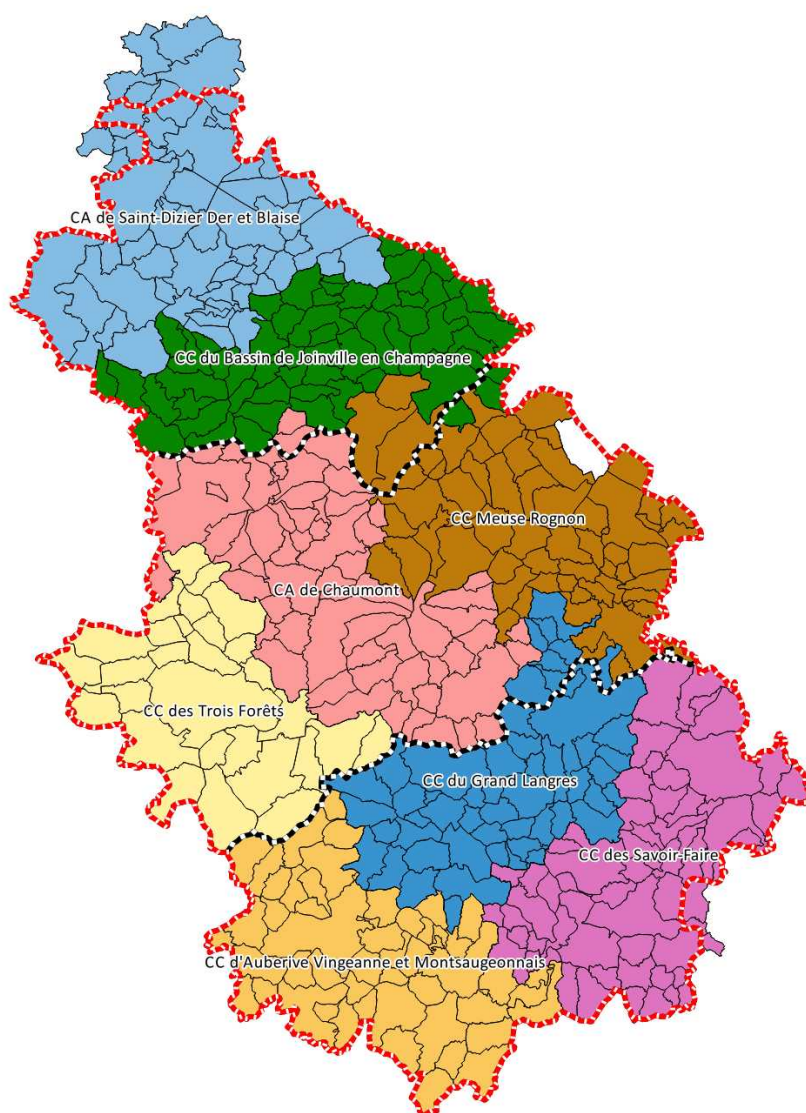 CA de Saint-Dizier Der et Blaise
CC du Bassin de Joinville en Champagne
CC Meuse Rognon
CA de Chaumont
CC des Trois Forêts
CC du Grand Langres
CC des Savoir-Faire
CC d'Auberive Vingeanne et Montsaugeonnais